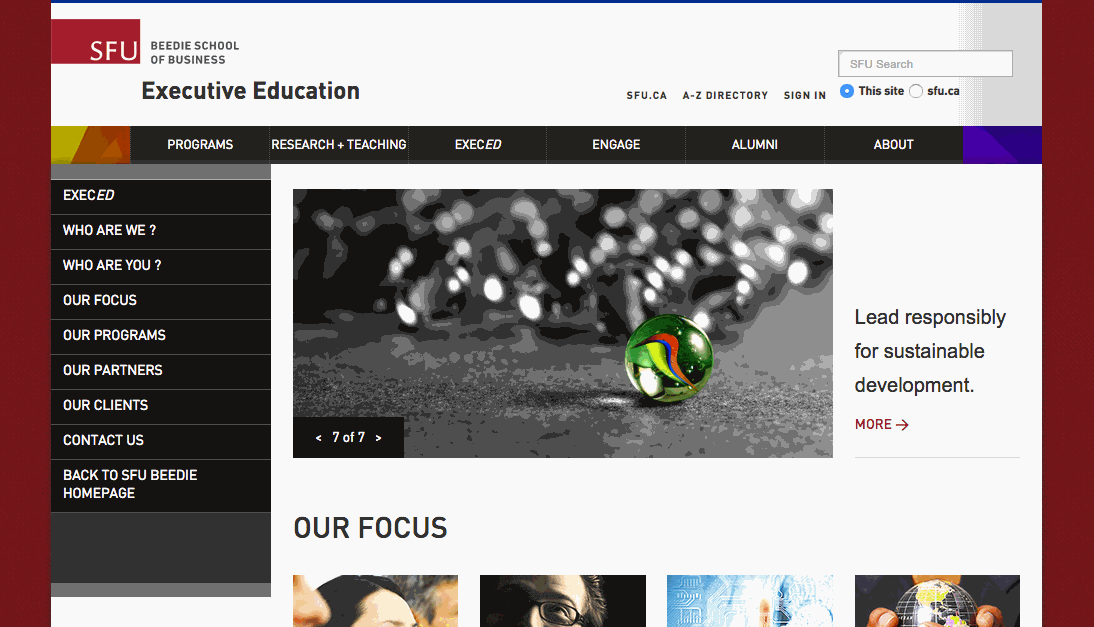 SFU
BEEDIE SCHOOL
OF BUSINESS
Executive Education
SFU.CA A-Z DIRECTORY SIGN IN
SFU Search
This site sfu.ca
PROGRAMS RESEARCH + TEACHING EXECED ENGAGE ALUMNI ABOUT
EXECED
WHO ARE WE ?
WHO ARE YOU ?
OUR FOCUS
OUR PROGRAMS
OUR PARTNERS
OUR CLIENTS
CONTACT US
BACK TO SFU BEEDIE
HOMEPAGE
< 7 of 7 >
Lead responsibly
for sustainable
development.
MORE →
OUR FOCUS